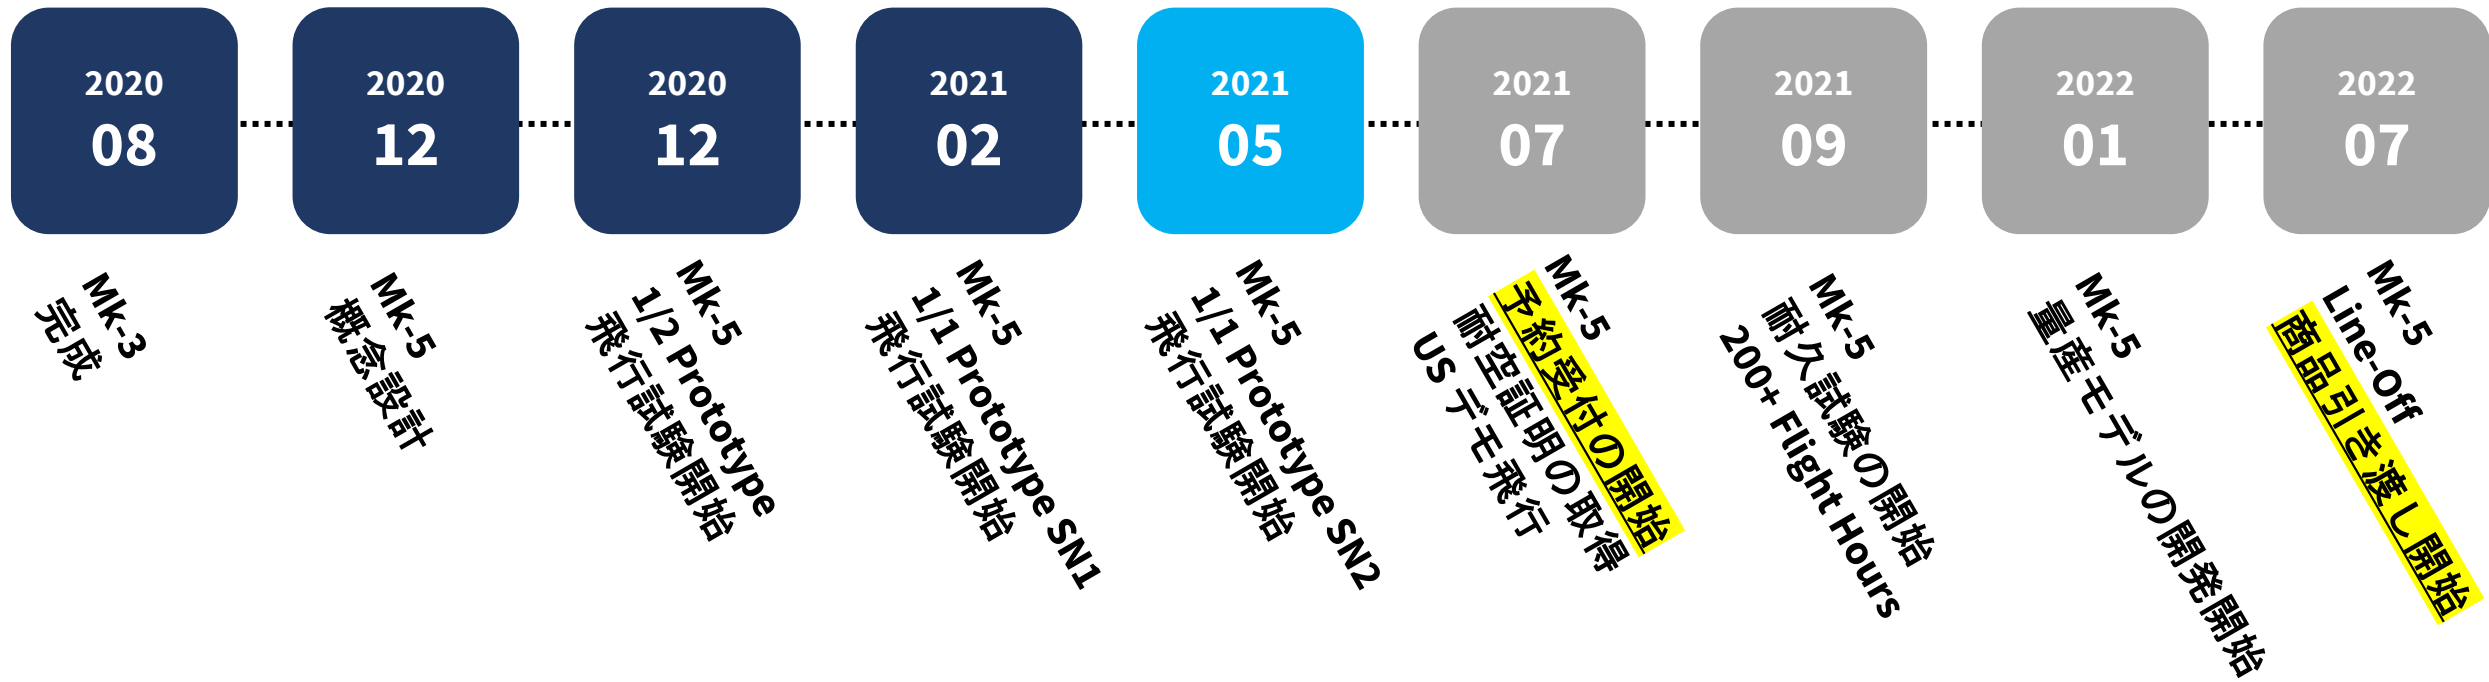 2020
08
2020
12
2020
12
2021
02
2021
05
2021
07
2021
09
2022
01
2022
07
Mk-3
完成
Mk-5
概念設計
Mk-5
1/2 Prototype
飛行試験開始
Mk-5
1/1 Prototype SN1
飛行試験開始
Mk-5
1/1 Prototype SN2
飛行試験開始
Mk-5
予約受付の開始
耐空証明の取得
US デモ飛行
Mk-5
耐久試験の開始
200+ Flight Hours
Mk-5
量産モデルの開発開始
Mk-5
Line-Off
商品引き渡し開始